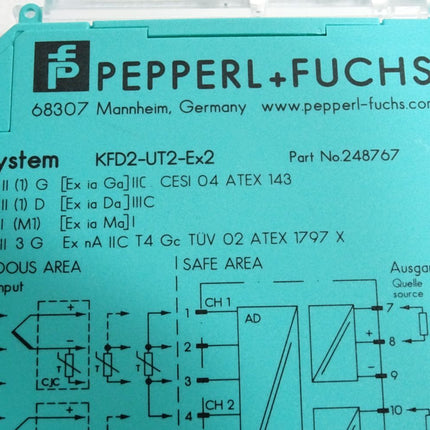 PEPPERL+FUCHS
68307 Mannheim, Germany www.pepperl-fuchs.com
ystem KFD2-UT2-Ex2 Part No.248767
II (1) G [Ex ia Ga] IIC CESI 04 ATEX 143
II (1) D [Ex ia Da] IIIC
I (M1) [Ex ia Ma] I
II 3 G Ex nA IIC T4 Gc TÜV 02 ATEX 1797 X
DOUS AREA SAFE AREA Ausgan
nput Quelle
source
CH 1
1 AD 7
+
- + 8
2
T T T
3 - 9
CJC
CH 2
4 10
+